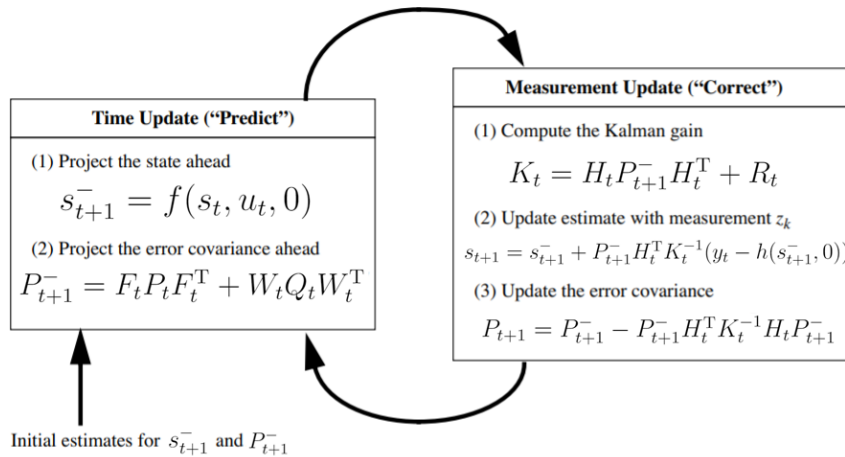 Time Update (“Predict”)
(1) Project the state ahead
s⁻ₜ₊₁ = f(sₜ, uₜ, 0)
(2) Project the error covariance ahead
P⁻ₜ₊₁ = FₜPₜFₜᵀ + WₜQₜWₜᵀ
Initial estimates for s⁻ₜ₊₁ and P⁻ₜ₊₁
Measurement Update (“Correct”)
(1) Compute the Kalman gain
Kₜ = HₜP⁻ₜ₊₁Hₜᵀ + Rₜ
(2) Update estimate with measurement zₖ
sₜ₊₁ = s⁻ₜ₊₁ + P⁻ₜ₊₁HₜᵀKₜ⁻¹(yₜ − h(s⁻ₜ₊₁, 0))
(3) Update the error covariance
Pₜ₊₁ = P⁻ₜ₊₁ − P⁻ₜ₊₁HₜᵀKₜ⁻¹HₜP⁻ₜ₊₁